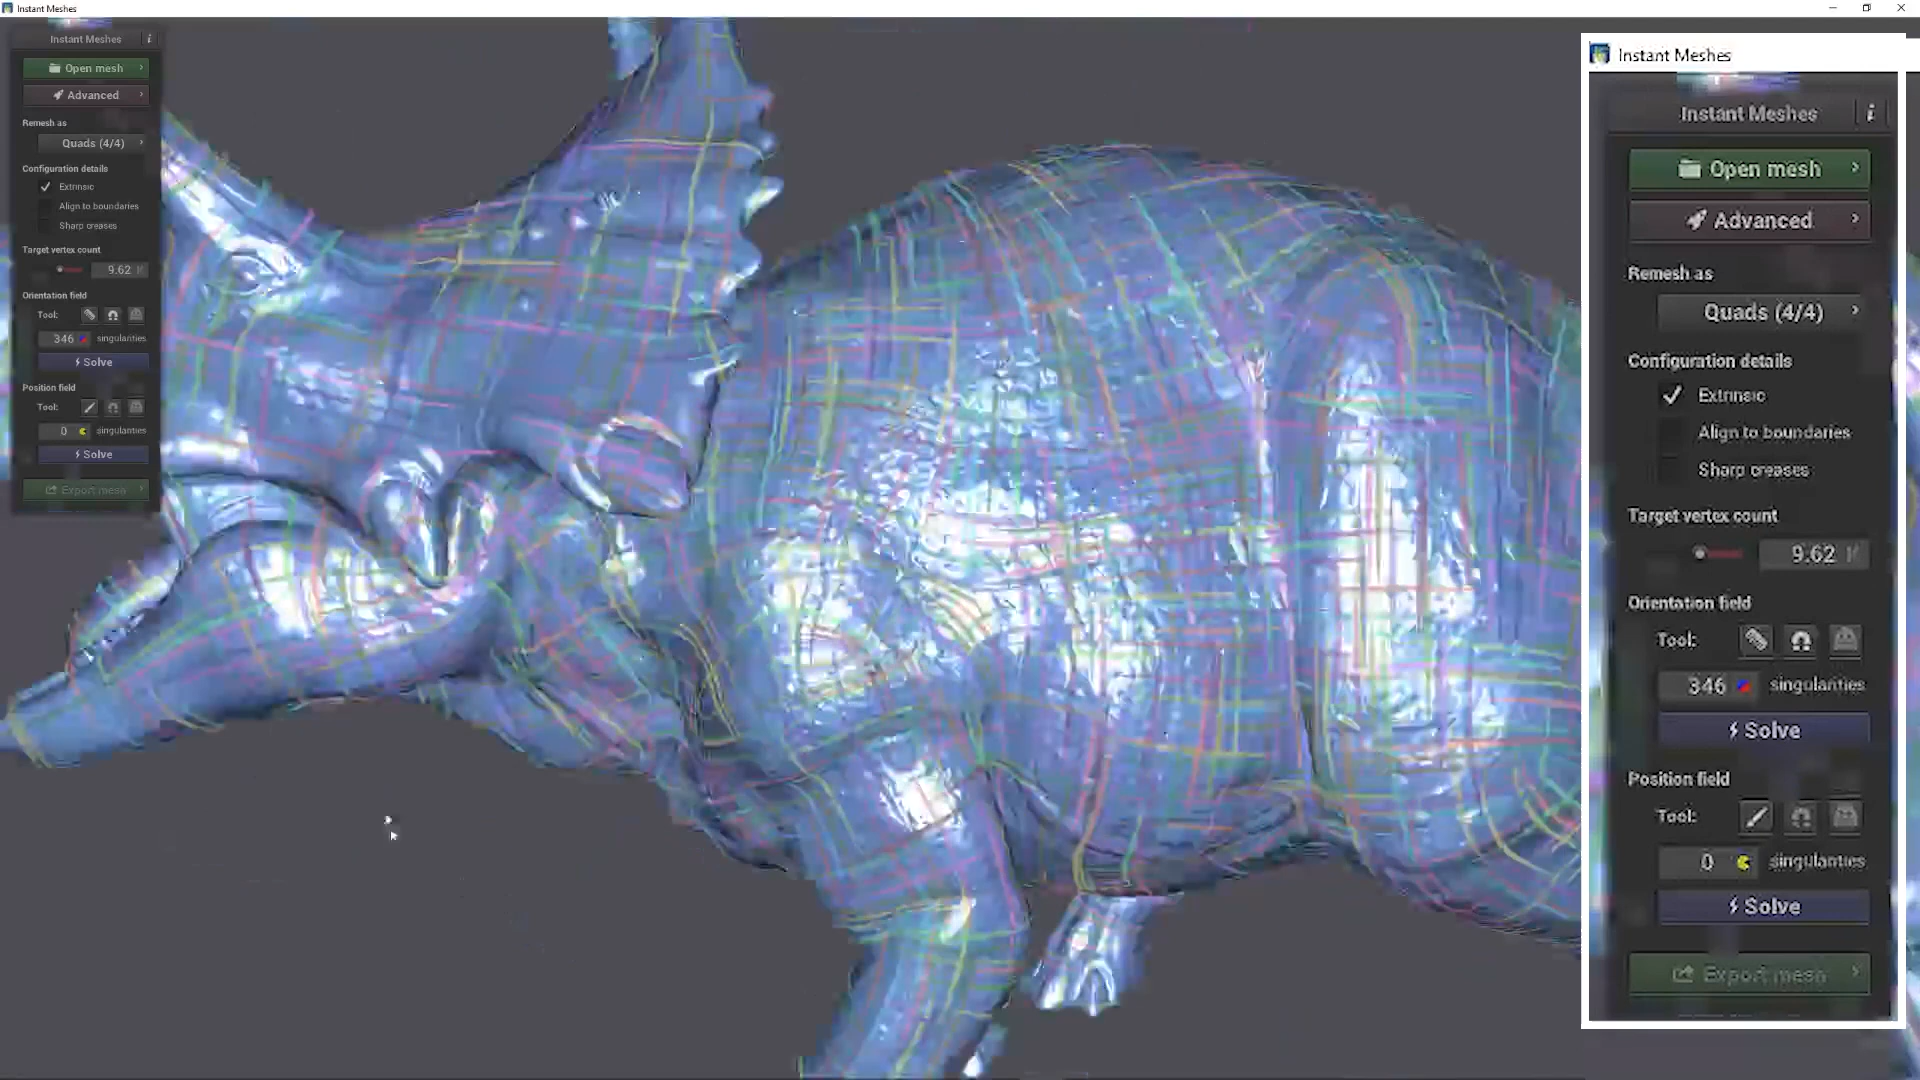 Instant Meshes
Instant Meshes
Open mesh
Advanced
Remesh as
Quads (4/4)
Configuration details
Extrinsic
Align to boundaries
Sharp creases
Target vertex count
9.62
Orientation field
Tool:
346 singularities
Solve
Position field
Tool:
0 singularities
Solve
Export mesh
Instant Meshes
Instant Meshes
Open mesh
Advanced
Remesh as
Quads (4/4)
Configuration details
Extrinsic
Align to boundaries
Sharp creases
Target vertex count
9.62
Orientation field
Tool:
346 singularities
Solve
Position field
Tool:
0 singularities
Solve
Export mesh